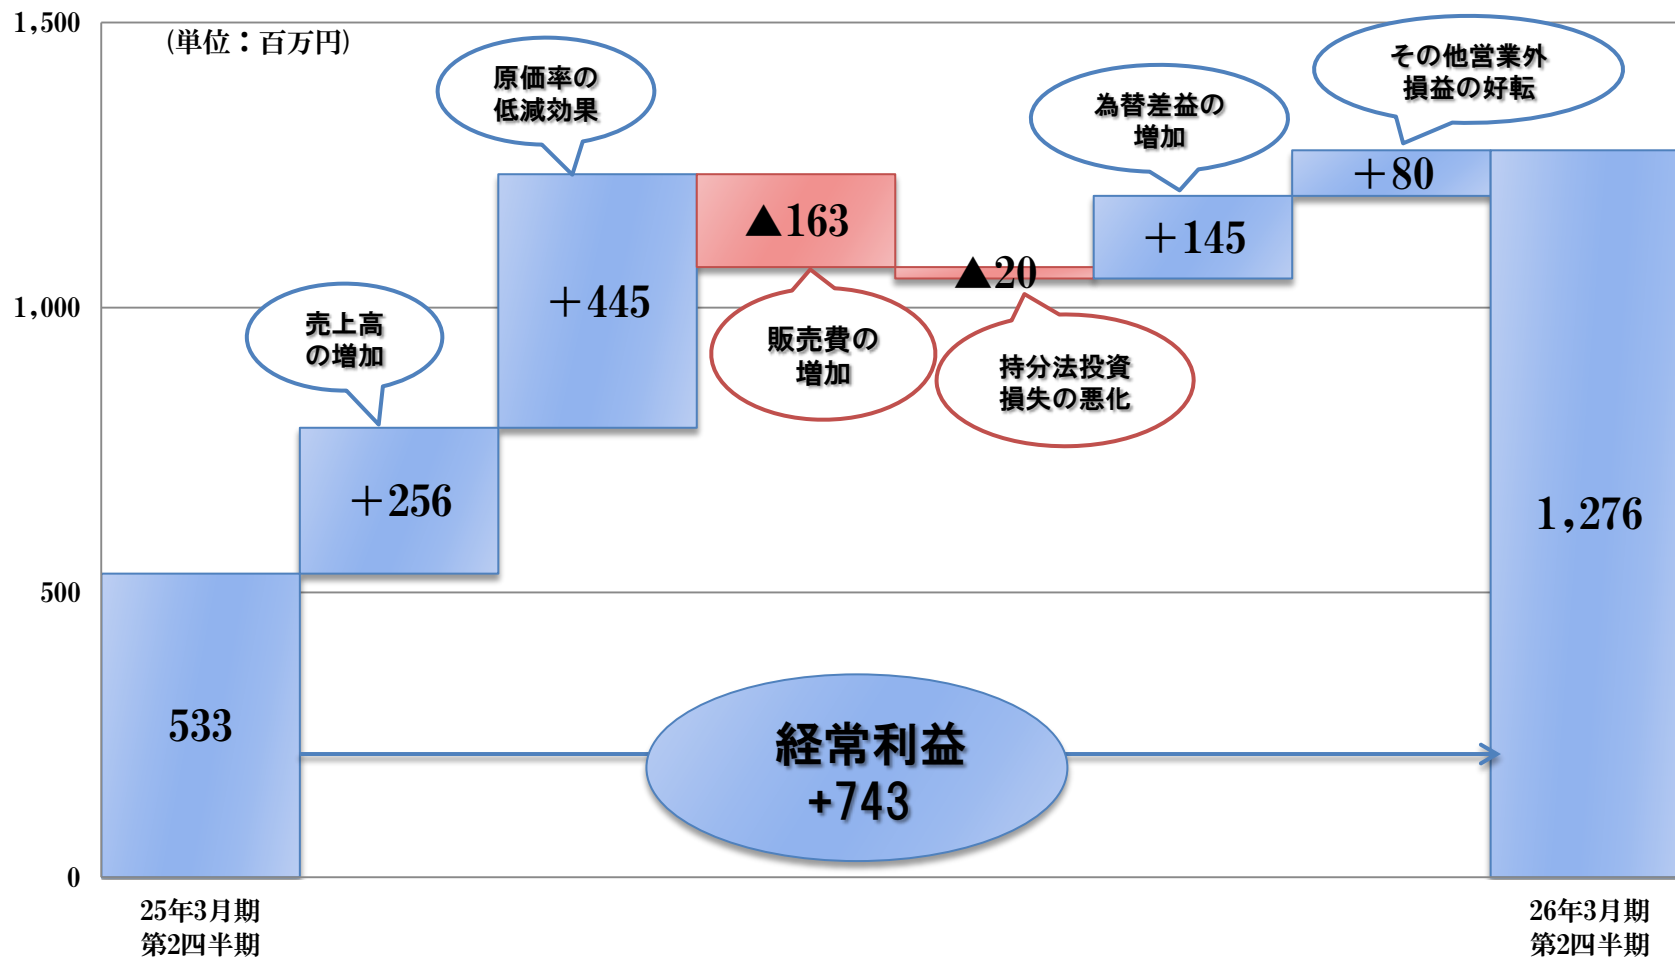 1,500
(単位：百万円)
原価率の
低減効果
為替差益の
増加
その他営業外
損益の好転
+80
▲163
+145
▲20
+445
1,000
売上高
の増加
販売費の
増加
持分法投資
損失の悪化
+256
1,276
500
533
経常利益
+743
0
25年3月期
第2四半期
26年3月期
第2四半期